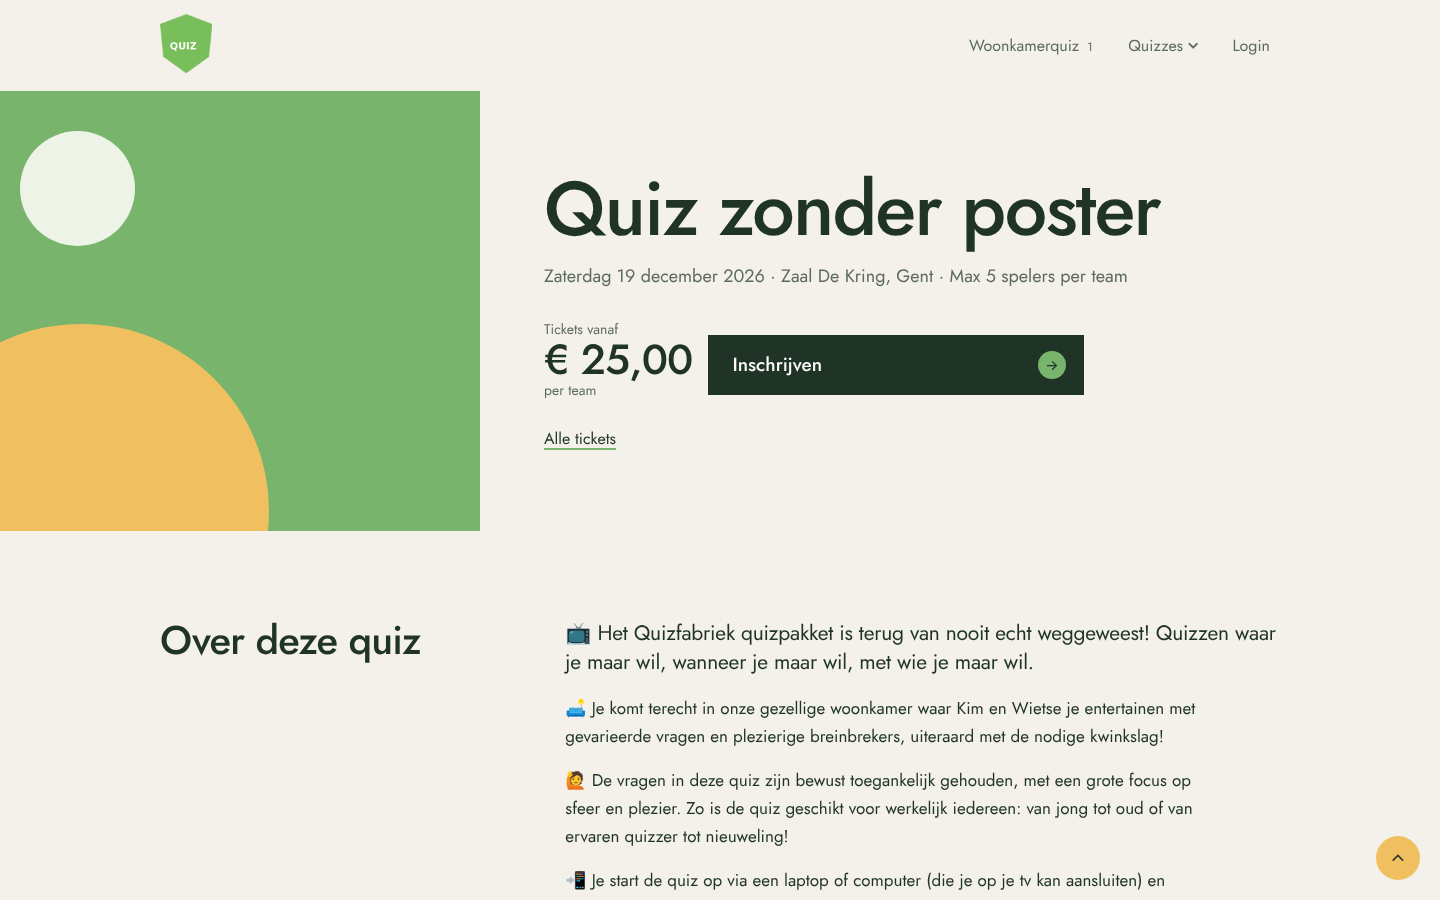 QUIZ
Woonkamerquiz 1
Quizzes
Login
Quiz zonder poster
Zaterdag 19 december 2026 · Zaal De Kring, Gent · Max 5 spelers per team
Tickets vanaf
€ 25,00
per team
Inschrijven
Alle tickets
Over deze quiz
📺 Het Quizfabriek quizpakket is terug van nooit echt weggeweest! Quizzen waar
je maar wil, wanneer je maar wil, met wie je maar wil.
🛋️ Je komt terecht in onze gezellige woonkamer waar Kim en Wietse je entertainen met
gevarieerde vragen en plezierige breinbrekers, uiteraard met de nodige kwinkslag!
🙋 De vragen in deze quiz zijn bewust toegankelijk gehouden, met een grote focus op
sfeer en plezier. Zo is de quiz geschikt voor werkelijk iedereen: van jong tot oud of van
ervaren quizzer tot nieuweling!
📲 Je start de quiz op via een laptop of computer (die je op je tv kan aansluiten) en